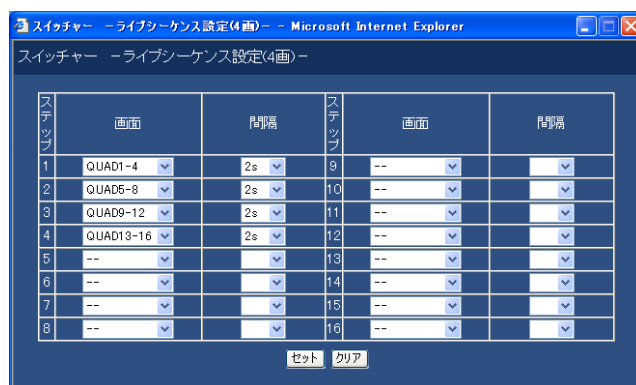 スイッチャー －ライブシーケンス設定(4画)－ - Microsoft Internet Explorer
スイッチャー －ライブシーケンス設定(4画)－
ステップ 画面 間隔 ステップ 画面 間隔
1 QUAD1-4 2s 9 --
2 QUAD5-8 2s 10 --
3 QUAD9-12 2s 11 --
4 QUAD13-16 2s 12 --
5 -- 13 --
6 -- 14 --
7 -- 15 --
8 -- 16 --
セット クリア